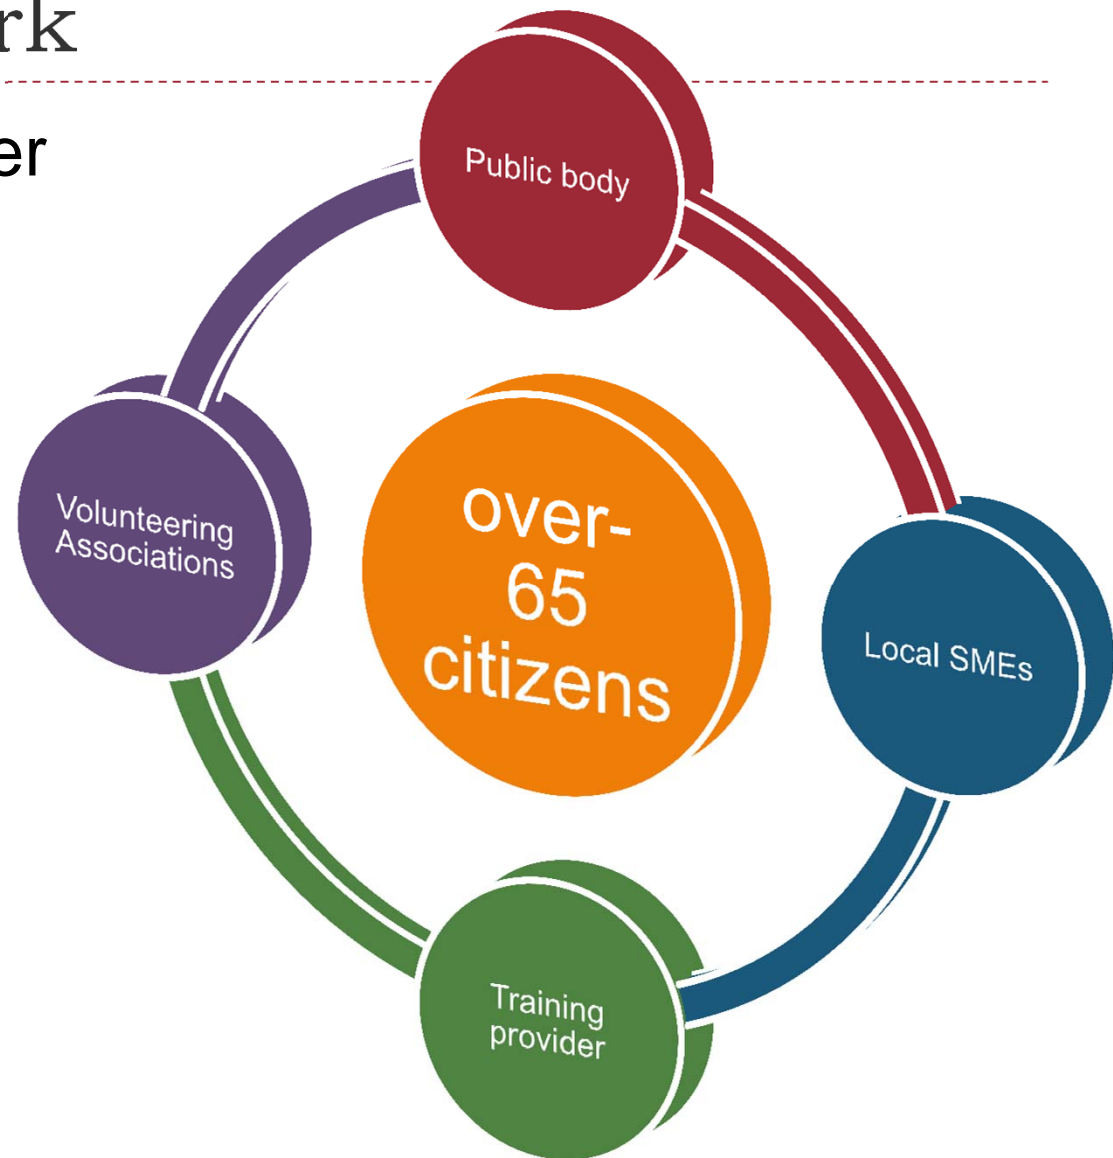 rk
er
Public body
Volunteering
Associations
over-
65
citizens
Local SMEs
Training
provider